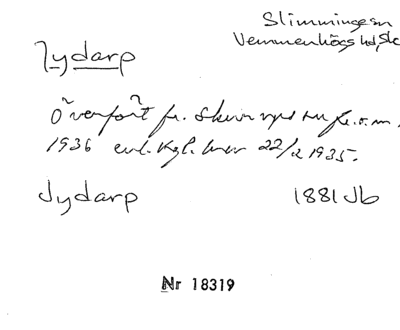 Slimminge sn
Vemmenhögs hd, Sk
Jydarp
Överfört fr. Skurups sn fr.o.m.
1936 enl. Kgl. brev 22/2 1935.
Jydarp 1881 Jb
Nr 18319